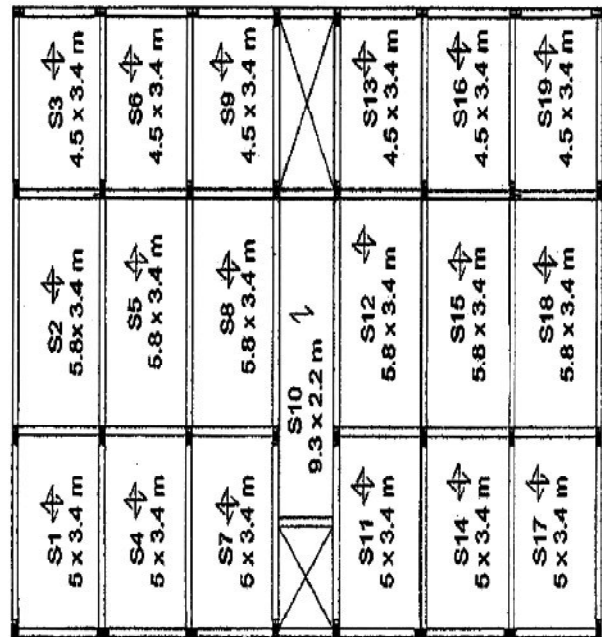 S1
5 x 3.4 m
S2
5.8x 3.4 m
S3
4.5 x 3.4 m
S4
5 x 3.4 m
S5
5.8 x 3.4 m
S6
4.5 x 3.4 m
S7
5 x 3.4 m
S8
5.8 x 3.4 m
S9
4.5 x 3.4 m
S10
9.3 x 2.2 m
S11
5 x 3.4 m
S12
5.8 x 3.4 m
S13
4.5 x 3.4 m
S14
5 x 3.4 m
S15
5.8 x 3.4 m
S16
4.5 x 3.4 m
S17
5 x 3.4 m
S18
5.8 x 3.4 m
S19
4.5 x 3.4 m